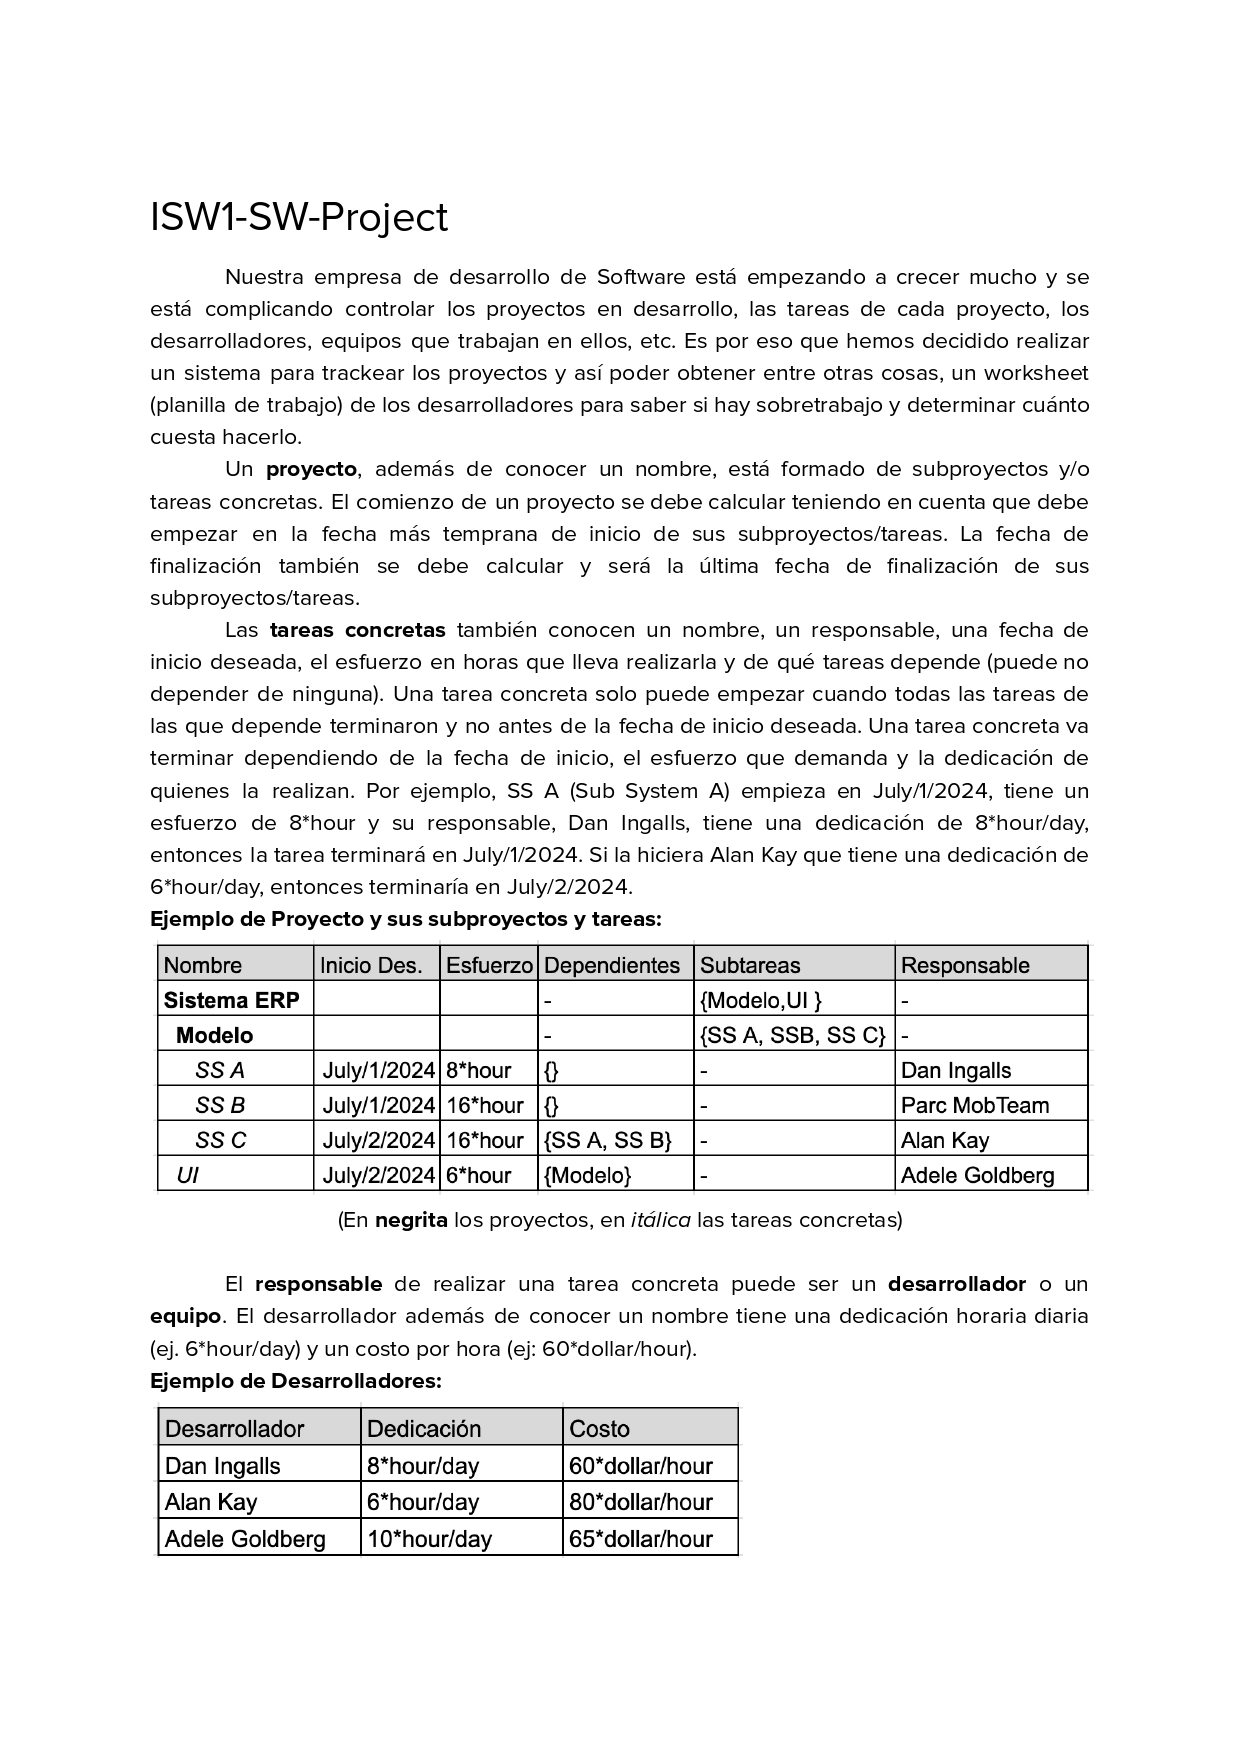 ISW1-SW-Project
Nuestra empresa de desarrollo de Software está empezando a crecer mucho y se
está complicando controlar los proyectos en desarrollo, las tareas de cada proyecto, los
desarrolladores, equipos que trabajan en ellos, etc. Es por eso que hemos decidido realizar
un sistema para trackear los proyectos y así poder obtener entre otras cosas, un worksheet
(planilla de trabajo) de los desarrolladores para saber si hay sobretrabajo y determinar cuánto
cuesta hacerlo.
Un proyecto, además de conocer un nombre, está formado de subproyectos y/o
tareas concretas. El comienzo de un proyecto se debe calcular teniendo en cuenta que debe
empezar en la fecha más temprana de inicio de sus subproyectos/tareas. La fecha de
finalización también se debe calcular y será la última fecha de finalización de sus
subproyectos/tareas.
Las tareas concretas también conocen un nombre, un responsable, una fecha de
inicio deseada, el esfuerzo en horas que lleva realizarla y de qué tareas depende (puede no
depender de ninguna). Una tarea concreta solo puede empezar cuando todas las tareas de
las que depende terminaron y no antes de la fecha de inicio deseada. Una tarea concreta va
terminar dependiendo de la fecha de inicio, el esfuerzo que demanda y la dedicación de
quienes la realizan. Por ejemplo, SS A (Sub System A) empieza en July/1/2024, tiene un
esfuerzo de 8*hour y su responsable, Dan Ingalls, tiene una dedicación de 8*hour/day,
entonces la tarea terminará en July/1/2024. Si la hiciera Alan Kay que tiene una dedicación de
6*hour/day, entonces terminaría en July/2/2024.
Ejemplo de Proyecto y sus subproyectos y tareas:
Nombre Inicio Des. Esfuerzo Dependientes Subtareas Responsable
Sistema ERP - {Modelo,UI } -
Modelo - {SS A, SSB, SS C} -
SS A July/1/2024 8*hour {} - Dan Ingalls
SS B July/1/2024 16*hour {} - Parc MobTeam
SS C July/2/2024 16*hour {SS A, SS B} - Alan Kay
UI July/2/2024 6*hour {Modelo} - Adele Goldberg
(En negrita los proyectos, en itálica las tareas concretas)
El responsable de realizar una tarea concreta puede ser un desarrollador o un
equipo. El desarrollador además de conocer un nombre tiene una dedicación horaria diaria
(ej. 6*hour/day) y un costo por hora (ej: 60*dollar/hour).
Ejemplo de Desarrolladores:
Desarrollador Dedicación Costo
Dan Ingalls 8*hour/day 60*dollar/hour
Alan Kay 6*hour/day 80*dollar/hour
Adele Goldberg 10*hour/day 65*dollar/hour